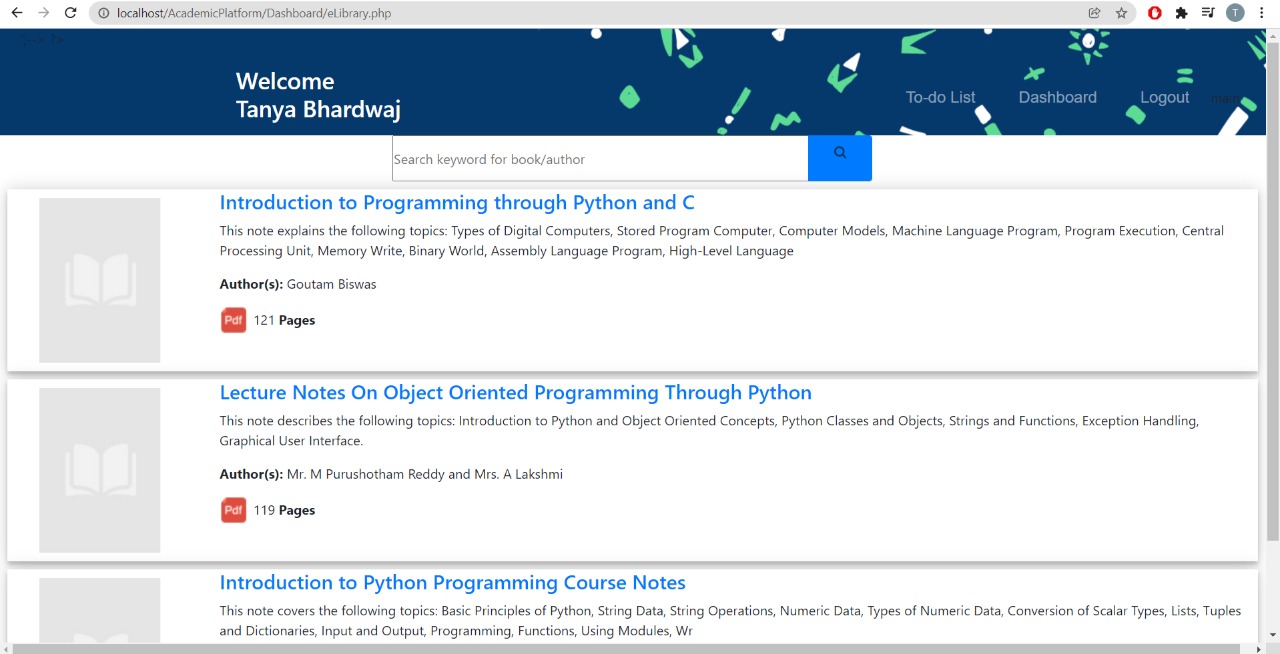 localhost/AcademicPlatform/Dashboard/eLibrary.php
T
'; --> ?>
Welcome
Tanya Bhardwaj
To-do List
Dashboard
Logout
main
Search keyword for book/author
Introduction to Programming through Python and C
This note explains the following topics: Types of Digital Computers, Stored Program Computer, Computer Models, Machine Language Program, Program Execution, Central
Processing Unit, Memory Write, Binary World, Assembly Language Program, High-Level Language
Author(s): Goutam Biswas
Pdf 121 Pages
Lecture Notes On Object Oriented Programming Through Python
This note describes the following topics: Introduction to Python and Object Oriented Concepts, Python Classes and Objects, Strings and Functions, Exception Handling,
Graphical User Interface.
Author(s): Mr. M Purushotham Reddy and Mrs. A Lakshmi
Pdf 119 Pages
Introduction to Python Programming Course Notes
This note covers the following topics: Basic Principles of Python, String Data, String Operations, Numeric Data, Types of Numeric Data, Conversion of Scalar Types, Lists, Tuples
and Dictionaries, Input and Output, Programming, Functions, Using Modules, Wr